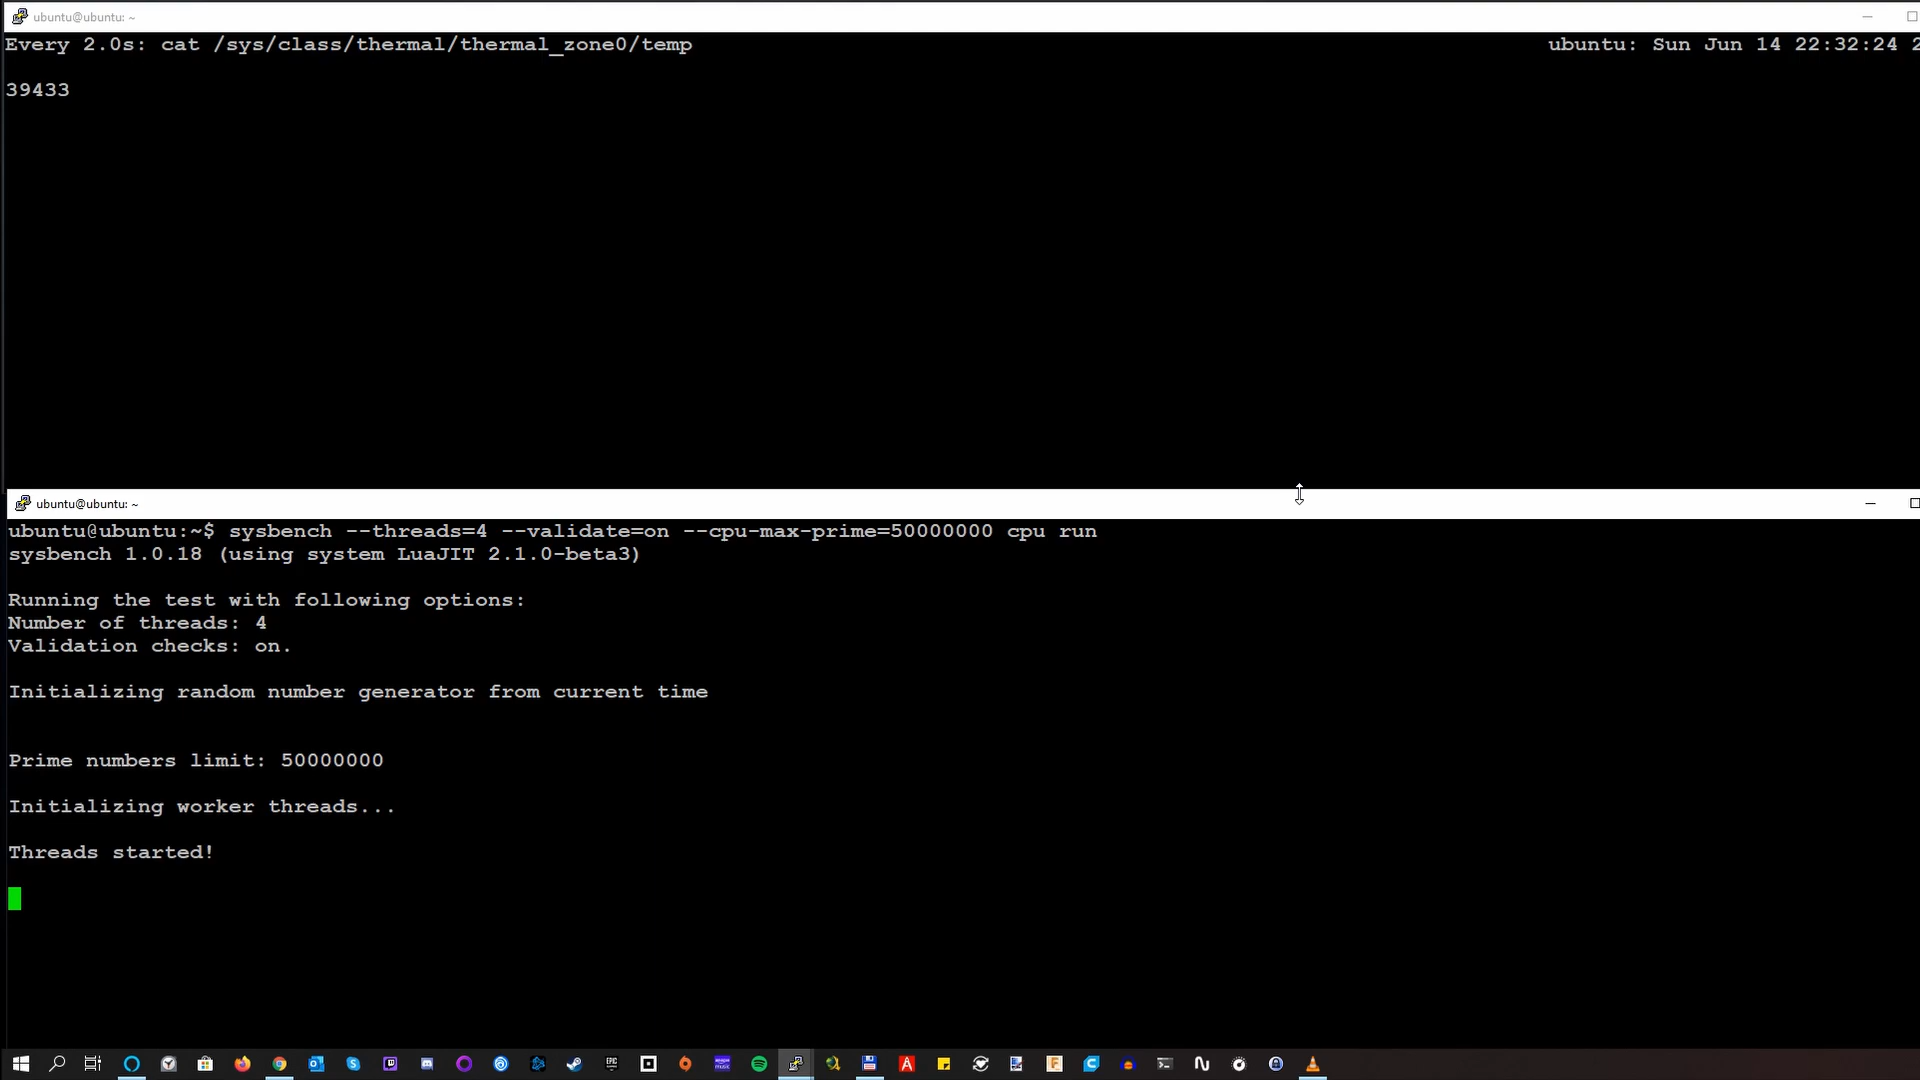 ubuntu@ubuntu: ~
Every 2.0s: cat /sys/class/thermal/thermal_zone0/temp ubuntu: Sun Jun 14 22:32:24 2
39433
ubuntu@ubuntu: ~
ubuntu@ubuntu:~$ sysbench --threads=4 --validate=on --cpu-max-prime=50000000 cpu run
sysbench 1.0.18 (using system LuaJIT 2.1.0-beta3)
Running the test with following options:
Number of threads: 4
Validation checks: on.
Initializing random number generator from current time
Prime numbers limit: 50000000
Initializing worker threads...
Threads started!